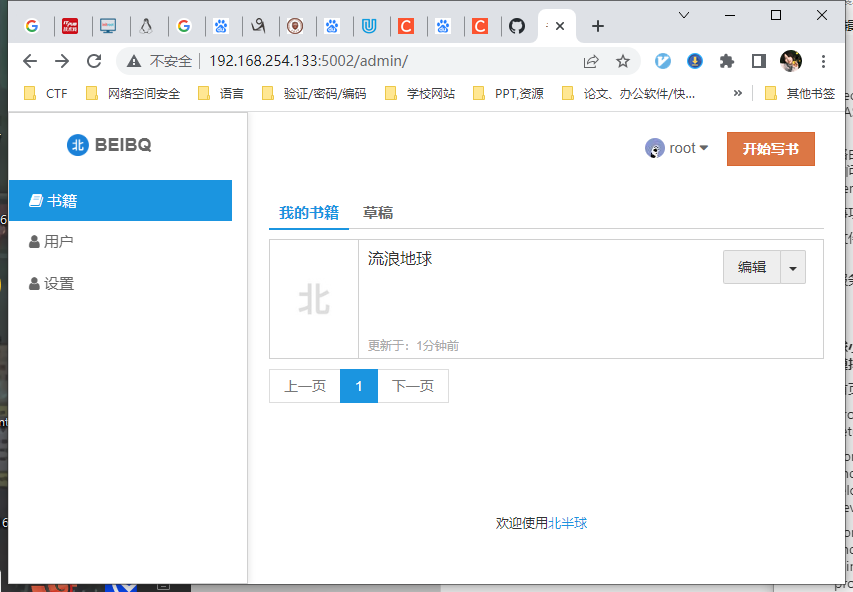 不安全 192.168.254.133:5002/admin/
CTF 网络空间安全 语言 验证/密码/编码 学校网站 PPT,资源 论文、办公软件/快... » 其他书签
北 BEIBQ
root 开始写书
书籍
用户
设置
我的书籍 草稿
流浪地球
编辑
北
更新于：1分钟前
上一页 1 下一页
欢迎使用北半球